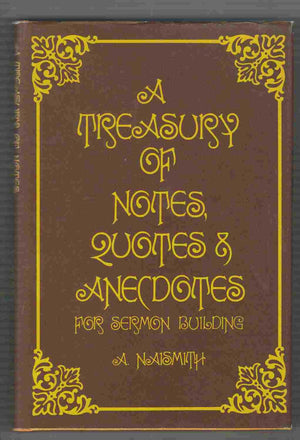 A
TREASURY
OF
NOTES,
QUOTES &
ANECDOTES
FOR SERMON BUILDING
A. NAISMITH